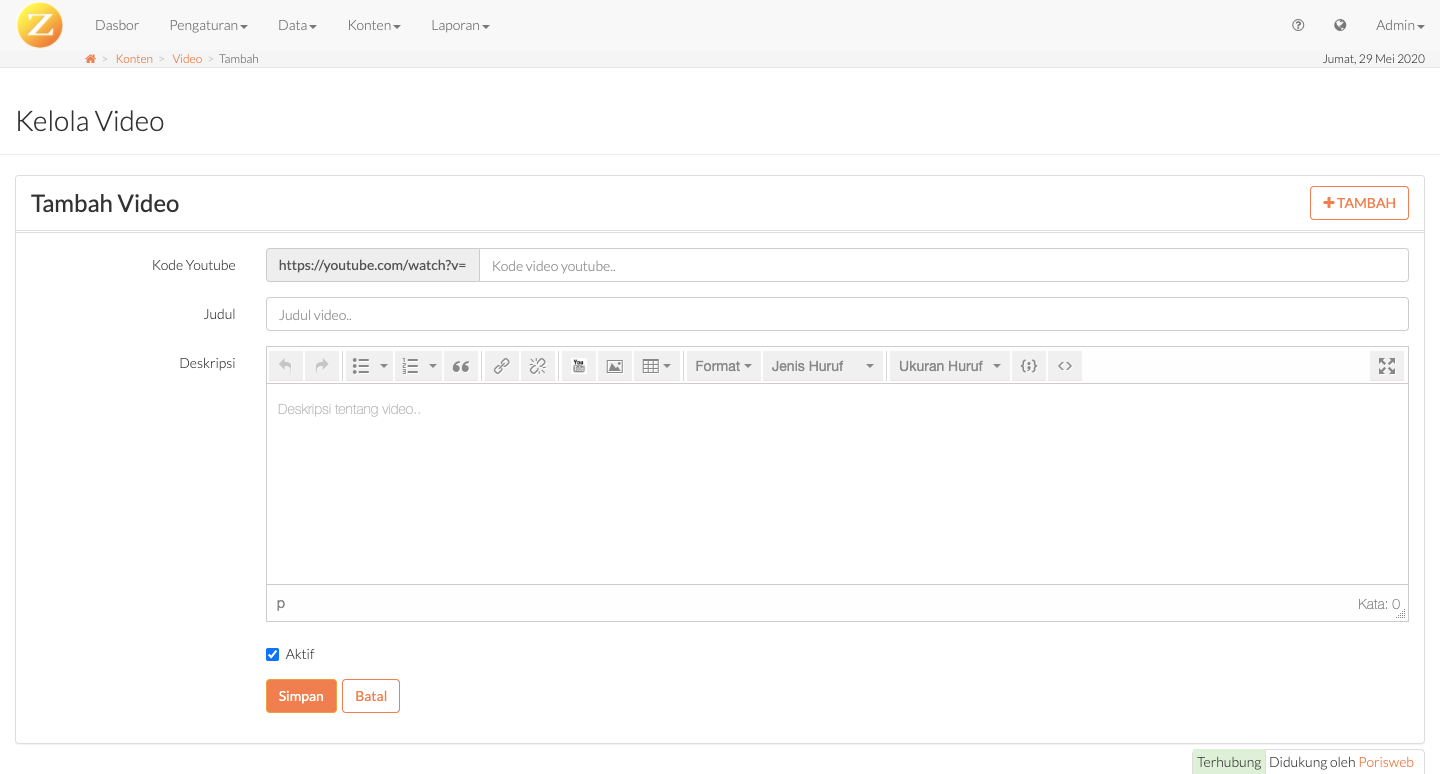 Z Dasbor Pengaturan Data Konten Laporan Admin
> Konten > Video > Tambah Jumat, 29 Mei 2020
Kelola Video
Tambah Video TAMBAH
Kode Youtube https://youtube.com/watch?v= Kode video youtube..
Judul Judul video..
Deskripsi You Format Jenis Huruf Ukuran Huruf
Deskripsi tentang video..
p Kata: 0
Aktif
Simpan Batal
Terhubung Didukung oleh Porisweb